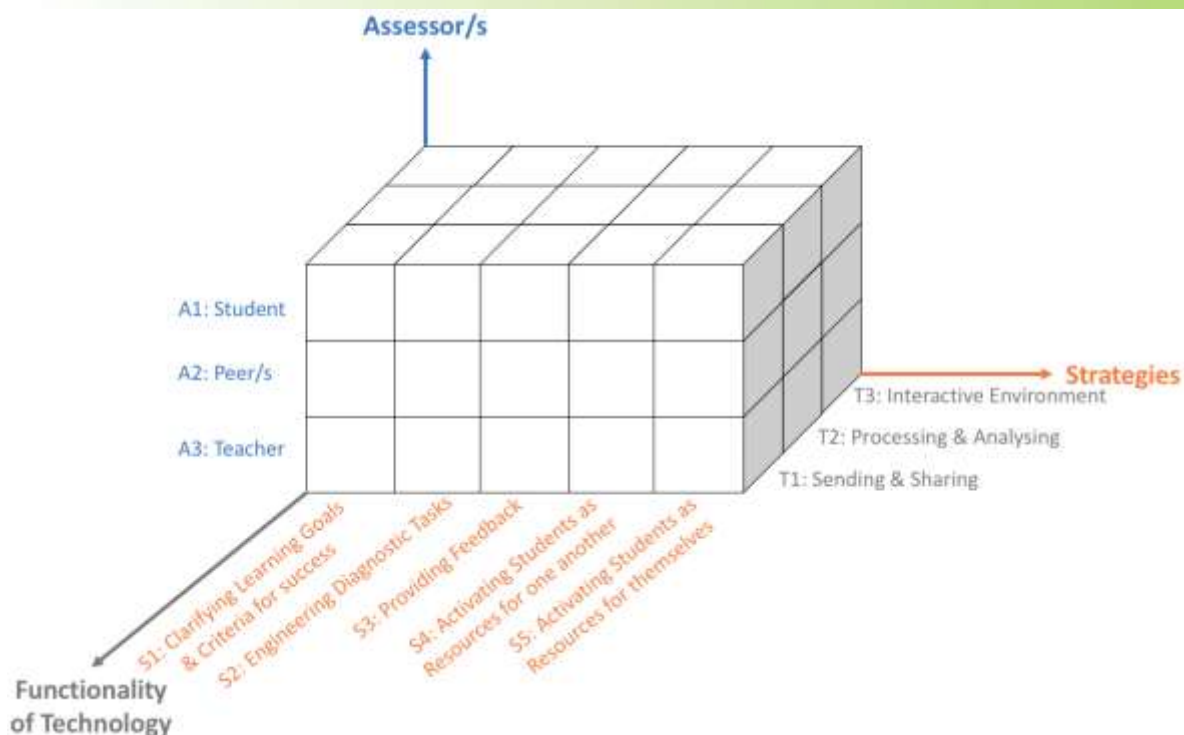 Assessor/s
A1: Student
A2: Peer/s
A3: Teacher
Strategies
T3: Interactive Environment
T2: Processing & Analysing
T1: Sending & Sharing
S1: Clarifying Learning Goals
& Criteria for success
S2: Engineering Diagnostic Tasks
S3: Providing Feedback
S4: Activating Students as
Resources for one another
S5: Activating Students as
Resources for themselves
Functionality
of Technology